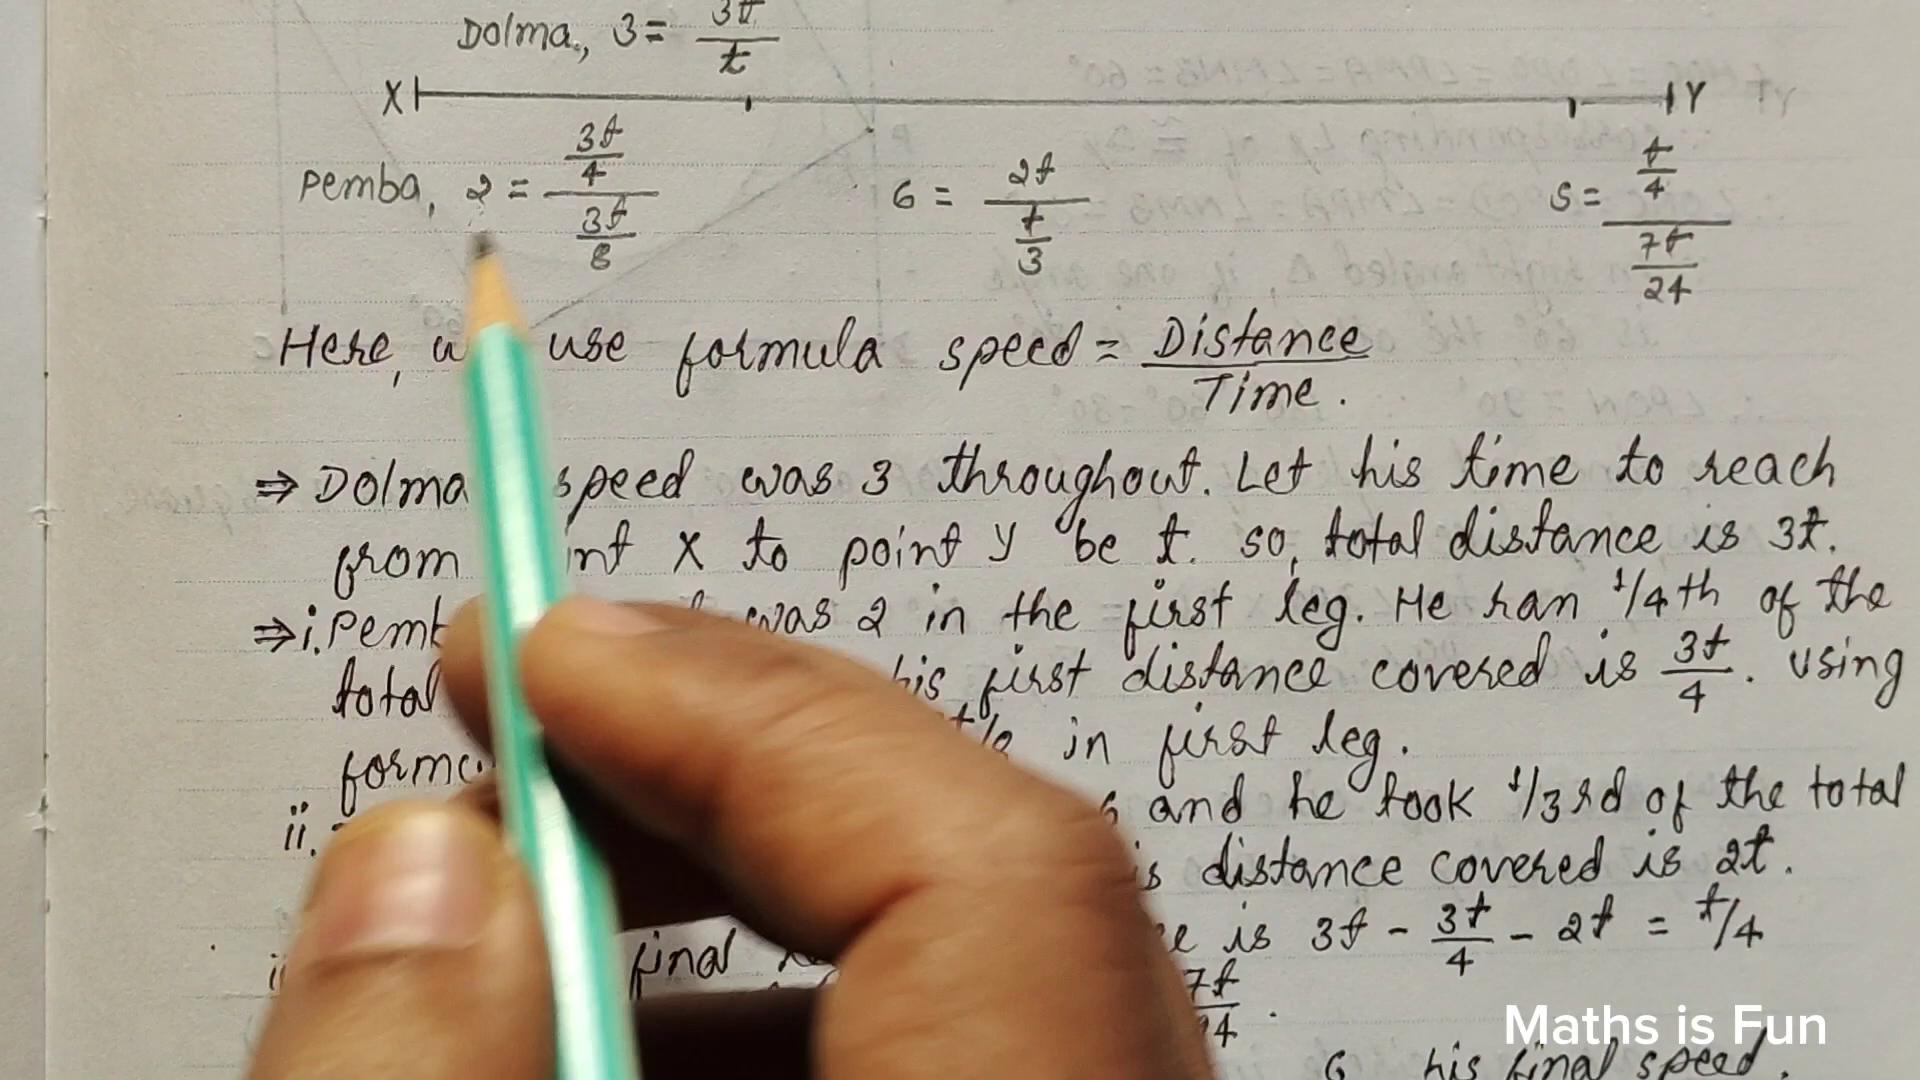 Dolma, 3 = 3t/t
X Y
Pemba, 2 = (3t/4)/(3t/8) 6 = 2t/(t/3) S = (t/4)/(7t/24)
Here, use formula speed = Distance/Time.
⇒ Dolma speed was 3 throughout. Let his time to reach
from X to point Y be t. so, total distance is 3t.
⇒ i. Pemb was 2 in the first leg. He ran 1/4th of the
total his first distance covered is 3t/4. Using
in first leg.
ii. and he took 1/3rd of the total
distance covered is 2t.
final is 3t - 3t/4 - 2t = t/4
7t
his final speed.
Maths is Fun